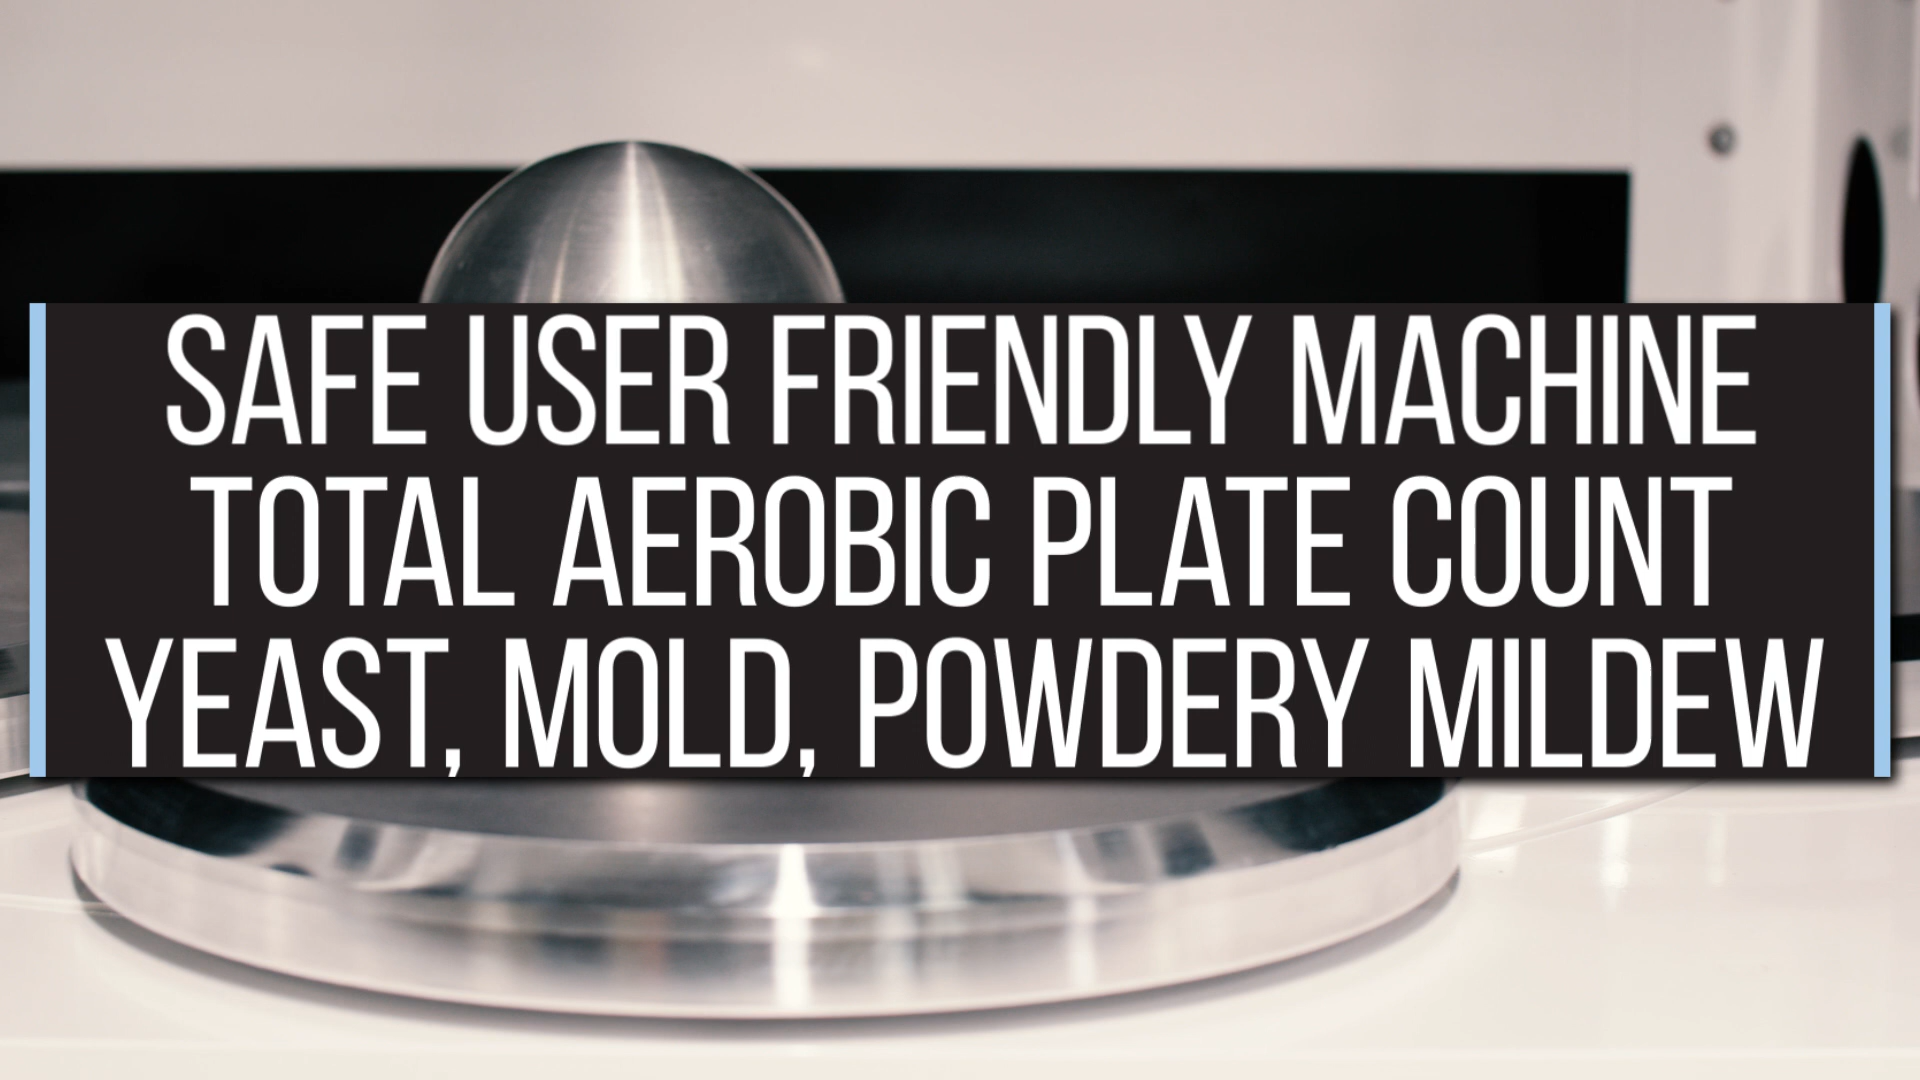 SAFE USER FRIENDLY MACHINE
TOTAL AEROBIC PLATE COUNT
YEAST, MOLD, POWDERY MILDEW